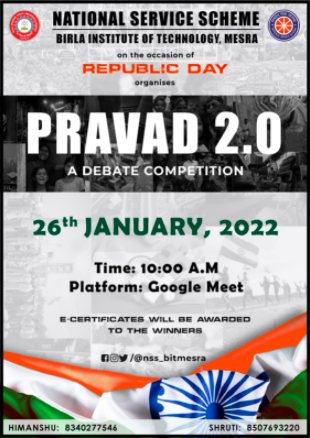 NATIONAL SERVICE SCHEME
BIRLA INSTITUTE OF TECHNOLOGY, MESRA
on the occasion of
REPUBLIC DAY
organises
PRAVAD 2.0
A DEBATE COMPETITION
26th JANUARY, 2022
Time: 10:00 A.M
Platform: Google Meet
E-CERTIFICATES WILL BE AWARDED
TO THE WINNERS
/@nss_bitmesra
HIMANSHU: 8340277546
SHRUTI: 8507693220